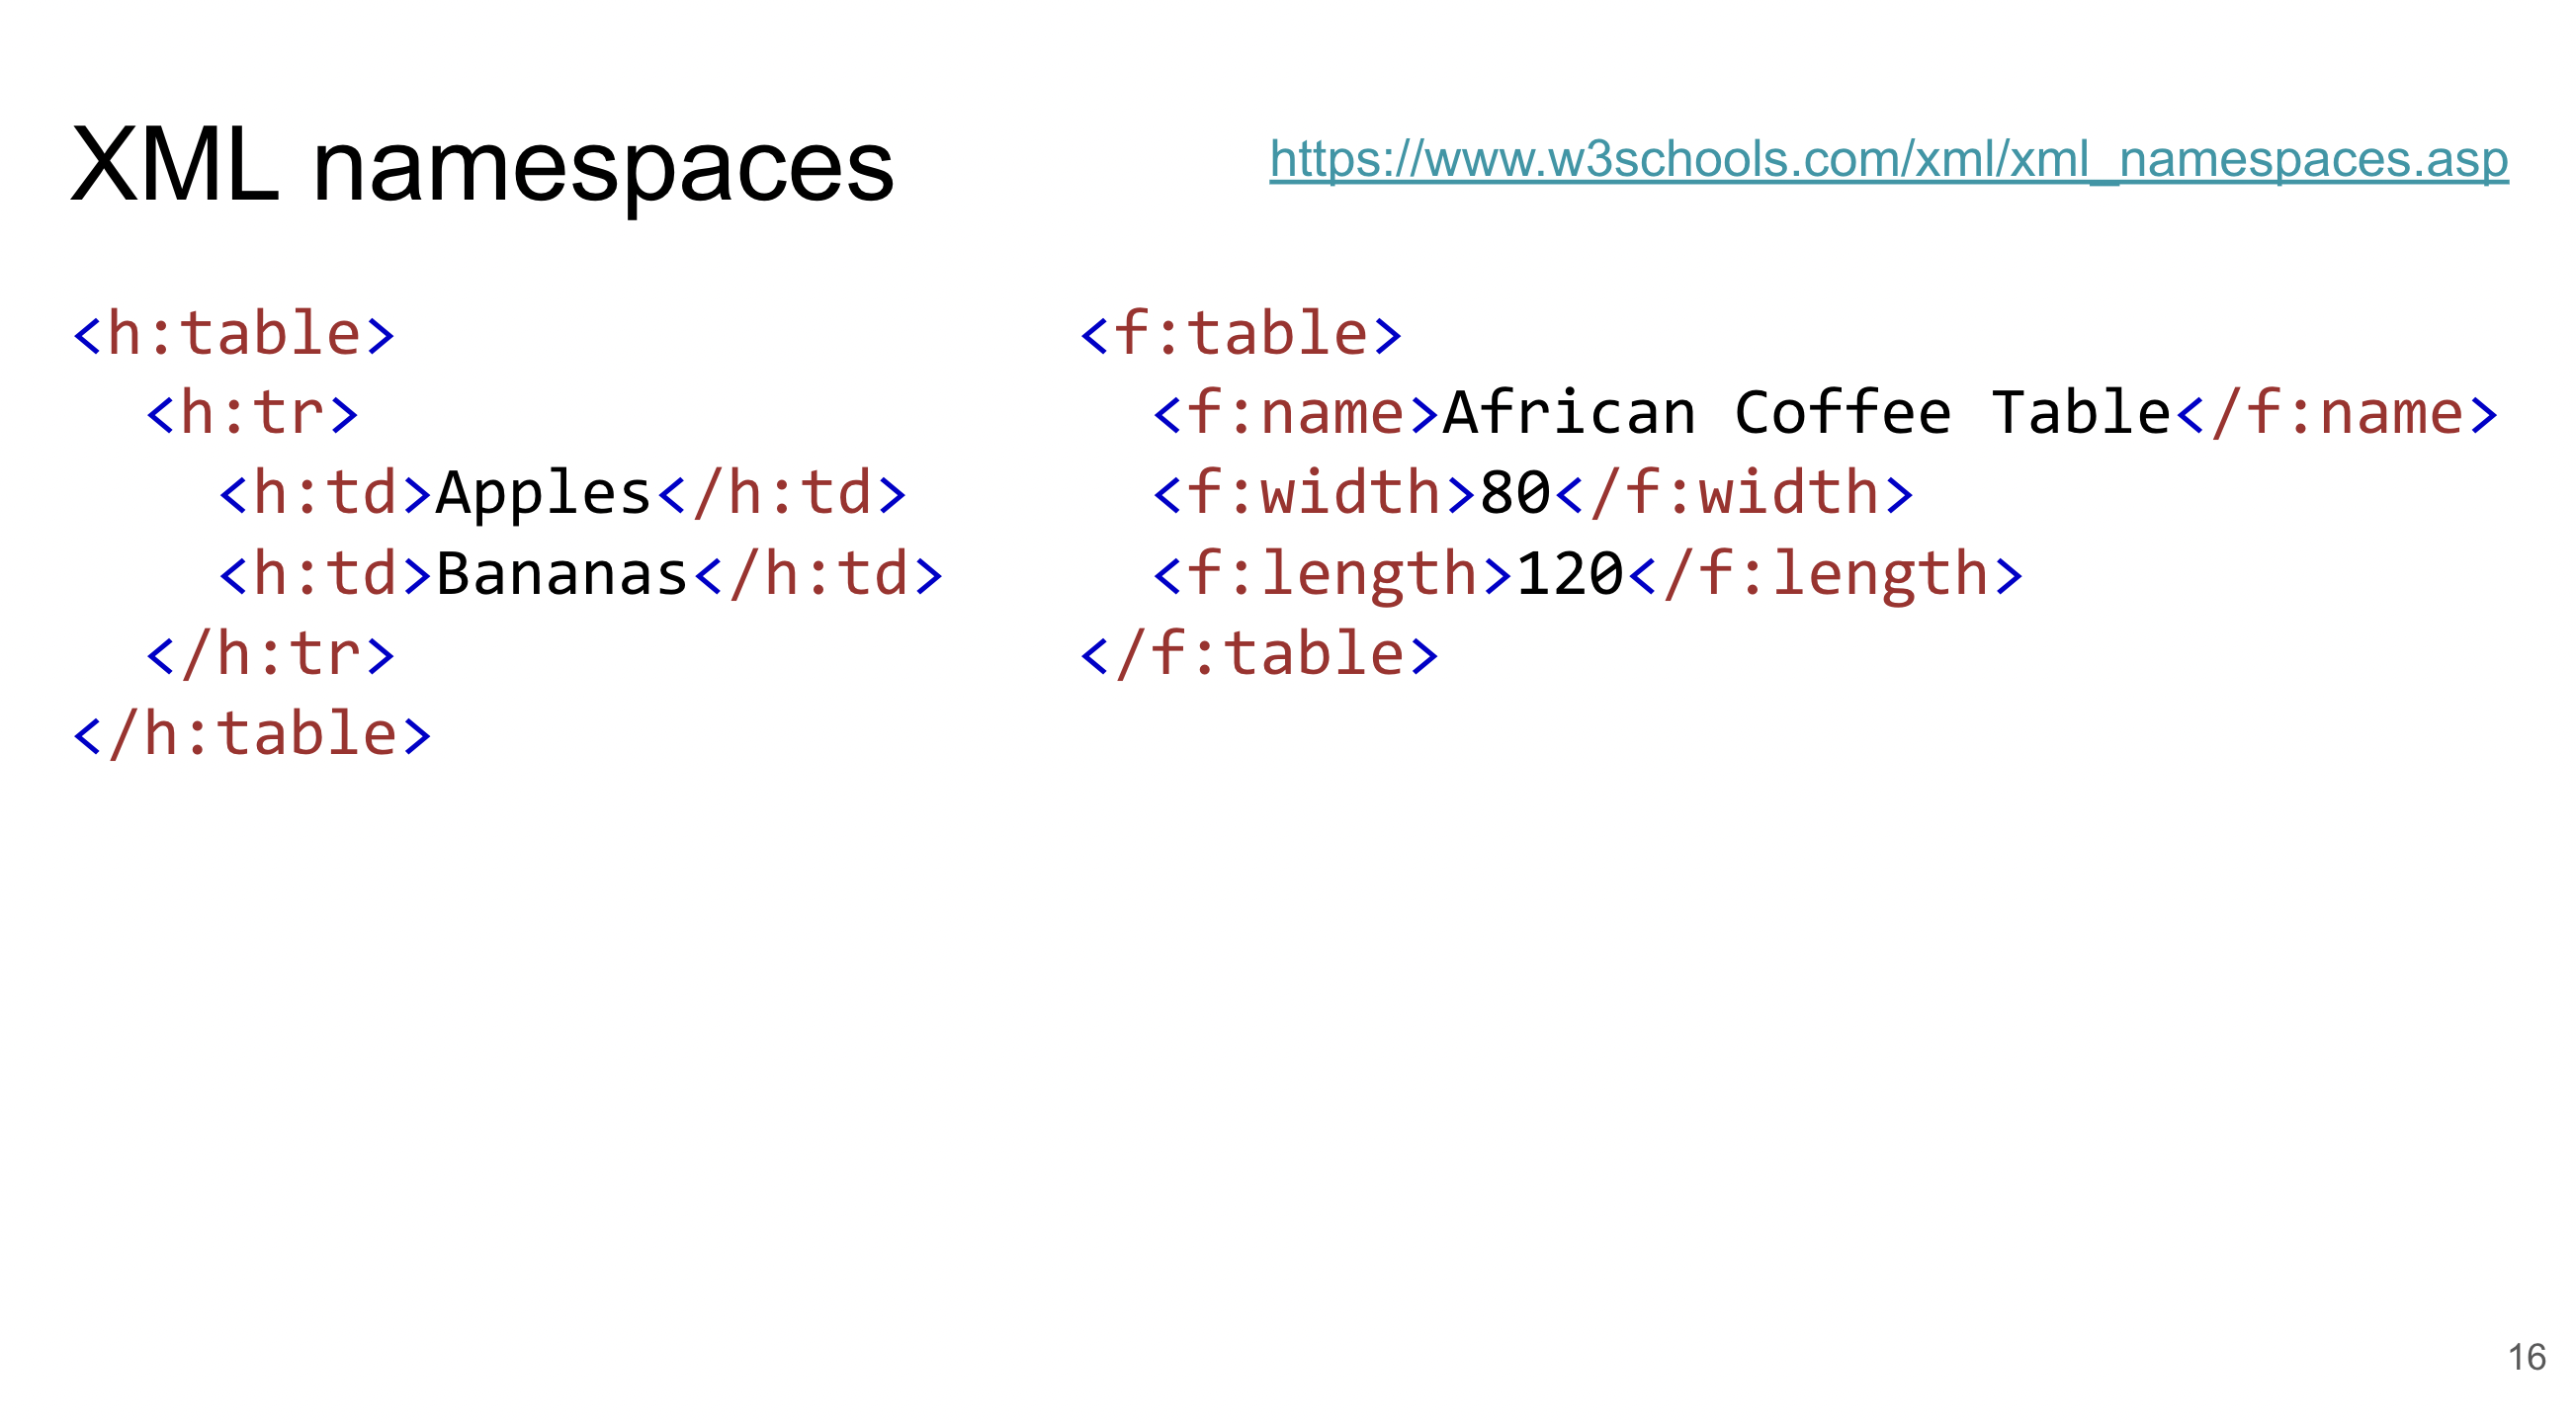 XML namespaces
https://www.w3schools.com/xml/xml_namespaces.asp
<h:table>
  <h:tr>
    <h:td>Apples</h:td>
    <h:td>Bananas</h:td>
  </h:tr>
</h:table>
<f:table>
  <f:name>African Coffee Table</f:name>
  <f:width>80</f:width>
  <f:length>120</f:length>
</f:table>
16